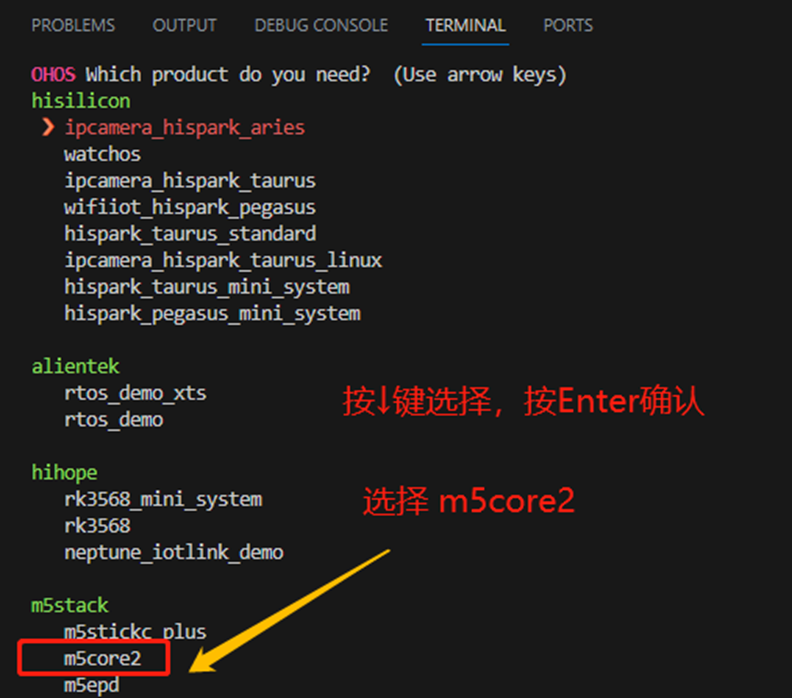 PROBLEMS OUTPUT DEBUG CONSOLE TERMINAL PORTS
OHOS Which product do you need? (Use arrow keys)
hisilicon
❯ ipcamera_hispark_aries
watchos
ipcamera_hispark_taurus
wifiiot_hispark_pegasus
hispark_taurus_standard
ipcamera_hispark_taurus_linux
hispark_taurus_mini_system
hispark_pegasus_mini_system
alientek
rtos_demo_xts
rtos_demo
按↓键选择，按Enter确认
hihope
rk3568_mini_system
选择 m5core2
rk3568
neptune_iotlink_demo
m5stack
m5stickc_plus
m5core2
m5epd